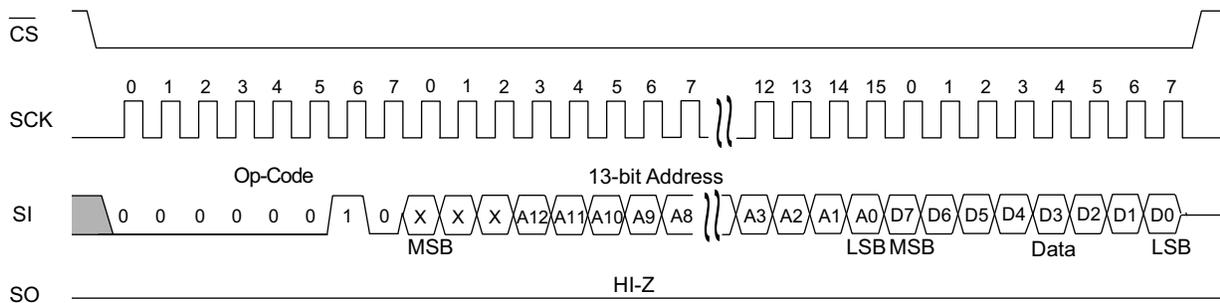 CS
0 1 2 3 4 5 6 7 0 1 2 3 4 5 6 7 12 13 14 15 0 1 2 3 4 5 6 7
SCK
Op-Code 13-bit Address
SI 0 0 0 0 0 0 1 0 X X X A12 A11 A10 A9 A8 A3 A2 A1 A0 D7 D6 D5 D4 D3 D2 D1 D0
MSB LSB MSB Data LSB
HI-Z
SO